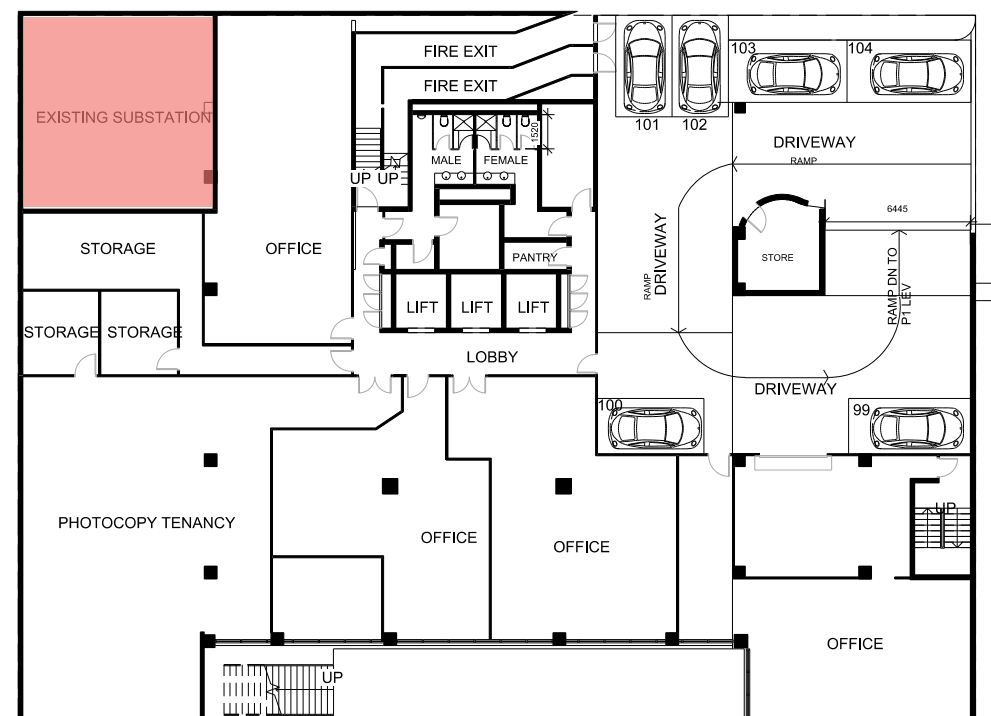 FIRE EXIT
FIRE EXIT
103
104
101
102
EXISTING SUBSTATION
1520
DRIVEWAY
RAMP
MALE
FEMALE
UP
UP
6445
STORAGE
OFFICE
PANTRY
STORE
RAMP
DRIVEWAY
RAMP DN TO
P1 LEV
LIFT
LIFT
LIFT
STORAGE
STORAGE
LOBBY
DRIVEWAY
100
99
PHOTOCOPY TENANCY
OFFICE
OFFICE
UP
OFFICE
UP